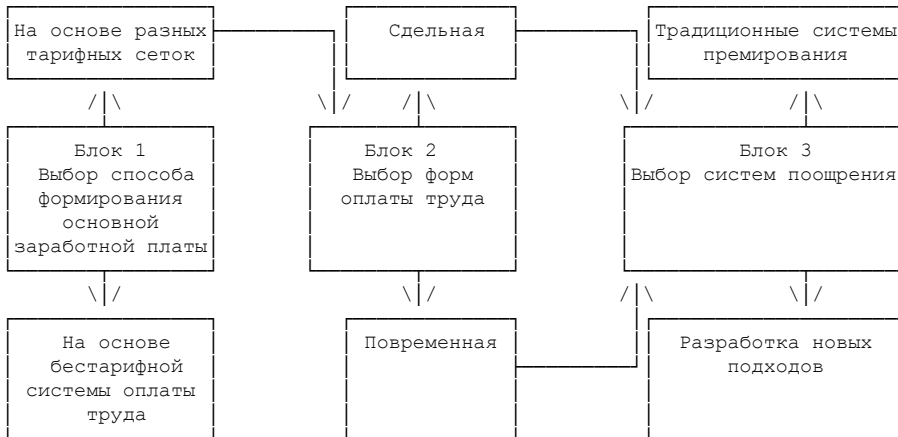 На основе разных
тарифных сеток
Сдельная
Традиционные системы
премирования
Блок 1
Выбор способа
формирования
основной
заработной платы
Блок 2
Выбор форм
оплаты труда
Блок 3
Выбор систем поощрения
На основе
бестарифной
системы оплаты
труда
Повременная
Разработка новых
подходов